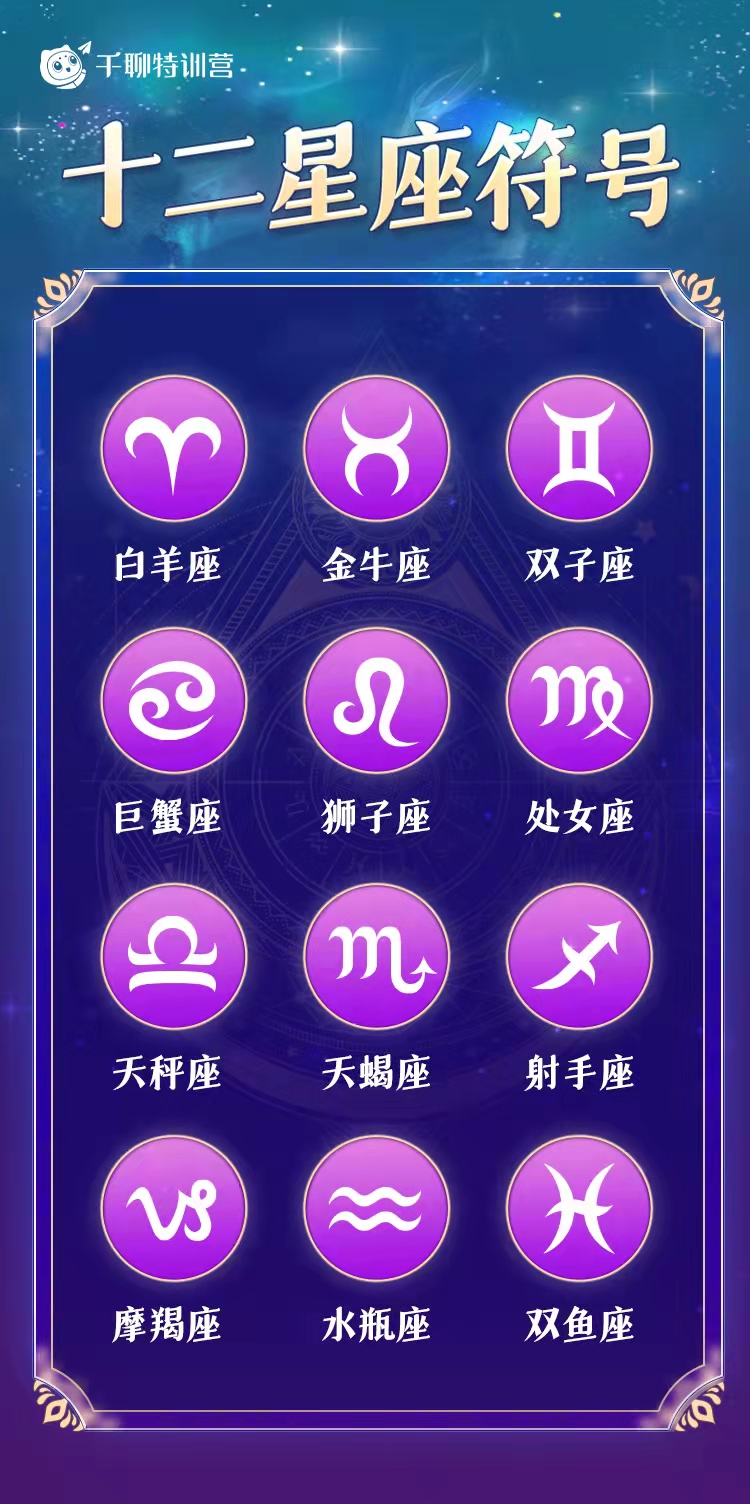 千聊特训营
十二星座符号
白羊座 金牛座 双子座
巨蟹座 狮子座 处女座
天秤座 天蝎座 射手座
摩羯座 水瓶座 双鱼座